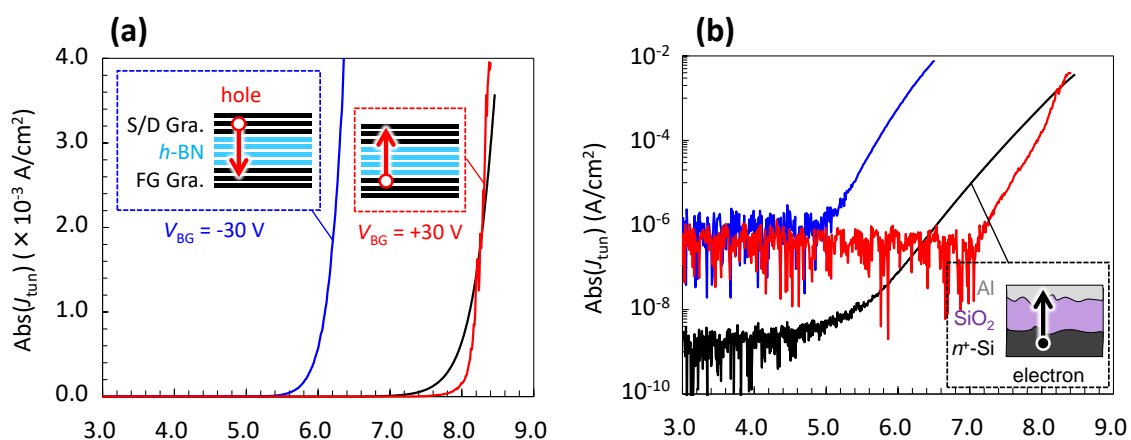 (a)
Abs(Jtun) ( × 10-3 A/cm2)
4.0
3.0
2.0
1.0
0.0
3.0 4.0 5.0 6.0 7.0 8.0 9.0
hole
S/D Gra.
h-BN
FG Gra.
VBG = -30 V
VBG = +30 V
(b)
Abs(Jtun) (A/cm2)
10-2
10-4
10-6
10-8
10-10
3.0 4.0 5.0 6.0 7.0 8.0 9.0
Al
SiO2
n+-Si
electron